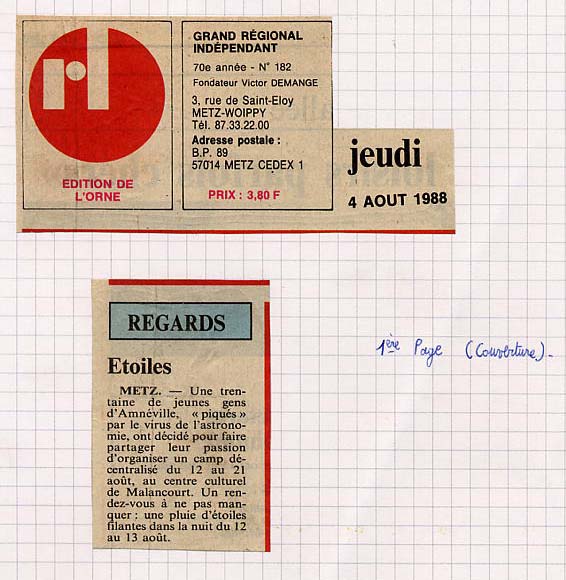 rl
EDITION DE
L'ORNE
GRAND RÉGIONAL
INDÉPENDANT
70e année - N° 182
Fondateur Victor DEMANGE
3, rue de Saint-Eloy
METZ-WOIPPY
Tél. 87.33.22.00
Adresse postale :
B.P. 89
57014 METZ CEDEX 1
PRIX : 3,80 F
jeudi
4 AOUT 1988
REGARDS
Etoiles
METZ. — Une tren-
taine de jeunes gens
d'Amnéville, « piqués »
par le virus de l'astrono-
mie, ont décidé pour faire
partager leur passion
d'organiser un camp dé-
centralisé du 12 au 21
août, au centre culturel
de Malancourt. Un ren-
dez-vous à ne pas man-
quer : une pluie d'étoiles
filantes dans la nuit du 12
au 13 août.
1ère Page (Couverture).